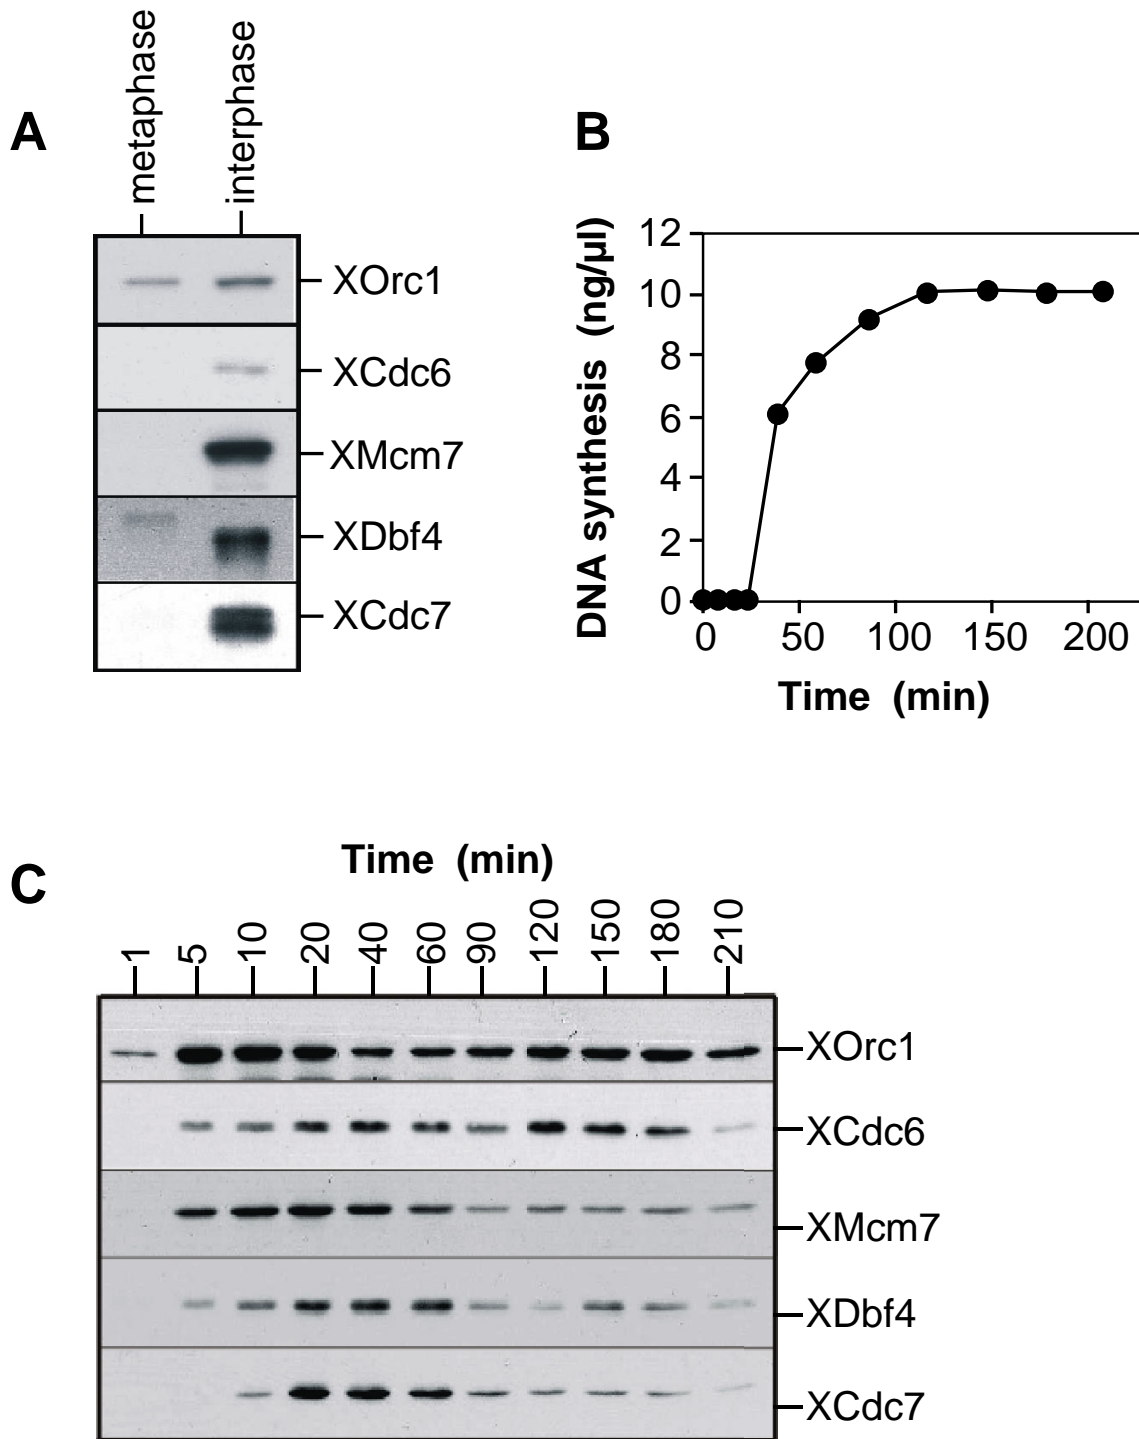 A
metaphase
interphase
XOrc1
XCdc6
XMcm7
XDbf4
XCdc7
B
DNA synthesis (ng/µl)
12
10
8
6
4
2
0
0 50 100 150 200
Time (min)
C
Time (min)
1 5 10 20 40 60 90 120 150 180 210
XOrc1
XCdc6
XMcm7
XDbf4
XCdc7